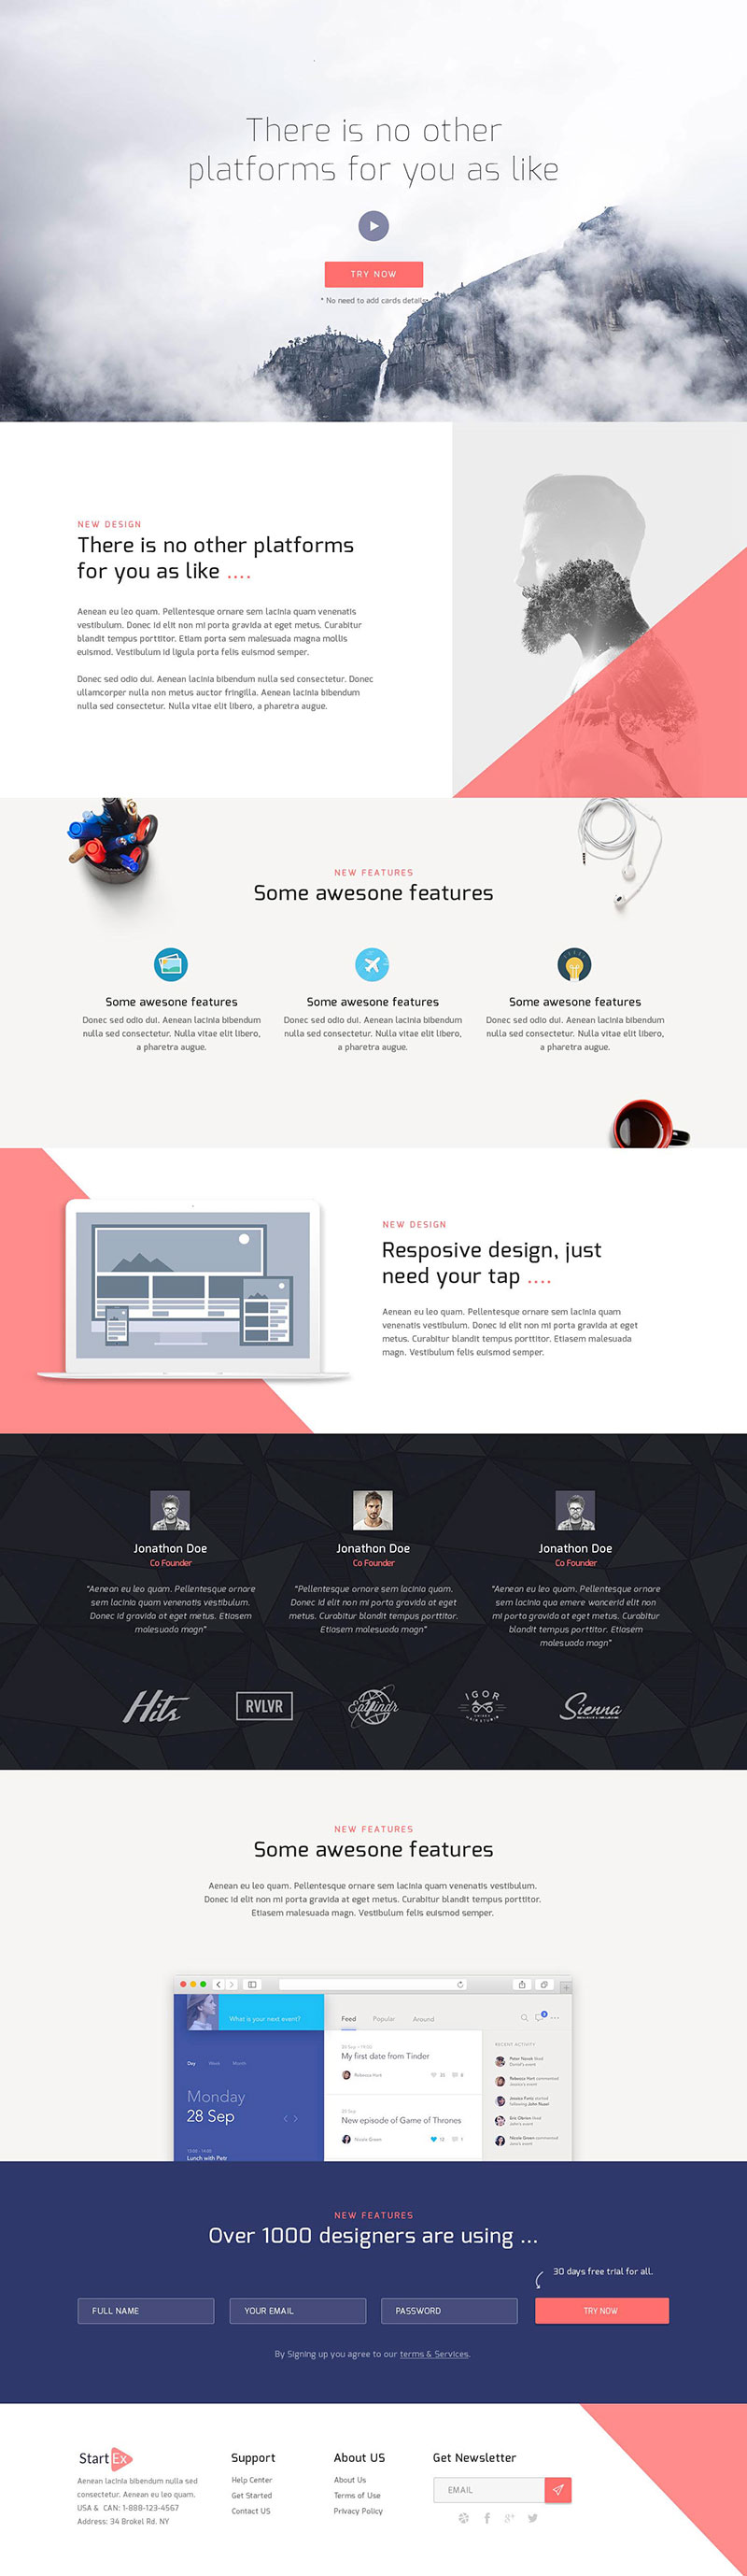 There is no other
platforms for you as like
TRY NOW
* No need to add cards details
NEW DESIGN
There is no other platforms
for you as like ....
Aenean eu leo quam. Pellentesque ornare sem lacinia quam venenatis
vestibulum. Donec id elit non mi porta gravida at eget metus. Curabitur
blandit tempus porttitor. Etiam porta sem malesuada magna mollis
euismod. Vestibulum id ligula porta felis euismod semper.
Donec sed odio dui. Aenean lacinia bibendum nulla sed consectetur. Donec
ullamcorper nulla non metus auctor fringilla. Aenean lacinia bibendum
nulla sed consectetur. Nulla vitae elit libero, a pharetra augue.
NEW FEATURES
Some awesone features
Some awesone features
Donec sed odio dui. Aenean lacinia bibendum
nulla sed consectetur. Nulla vitae elit libero,
a pharetra augue.
Some awesone features
Donec sed odio dui. Aenean lacinia bibendum
nulla sed consectetur. Nulla vitae elit libero,
a pharetra augue.
Some awesone features
Donec sed odio dui. Aenean lacinia bibendum
nulla sed consectetur. Nulla vitae elit libero,
a pharetra augue.
NEW DESIGN
Resposive design, just
need your tap ....
Aenean eu leo quam. Pellentesque ornare sem lacinia quam
venenatis vestibulum. Donec id elit non mi porta gravida at eget
metus. Curabitur blandit tempus porttitor. Etiasem malesuada
magn. Vestibulum felis euismod semper.
Jonathon Doe
Co Founder
"Aenean eu leo quam. Pellentesque ornare
sem lacinia quam venenatis vestibulum.
Donec id gravida at eget metus. Etiasem
malesuada magn"
Jonathon Doe
Co Founder
"Pellentesque ornare sem lacinia quam.
Donec id elit non mi porta gravida at eget
metus. Curabitur blandit tempus porttitor.
Etiasem malesuada magn"
Jonathon Doe
Co Founder
"Aenean eu leo quam. Pellentesque ornare
sem lacinia qua emere wancerid elit non
mi porta gravida at eget metus. Curabitur
blandit tempus porttitor. Etiasem
malesuada magn"
Hits
RVLVR
Eatfindr
IGOR
Sienna
NEW FEATURES
Some awesone features
Aenean eu leo quam. Pellentesque ornare sem lacinia quam venenatis vestibulum.
Donec id elit non mi porta gravida at eget metus. Curabitur blandit tempus porttitor.
Etiasem malesuada magn. Vestibulum felis euismod semper.
What is your next event?
Day Week Month
Monday
28 Sep
Lunch with Petr
Feed Popular Around
My first date from Tinder
Rebecca Hart
New episode of Game of Thrones
Nicole Green
RECENT ACTIVITY
NEW FEATURES
Over 1000 designers are using ...
30 days free trial for all.
FULL NAME
YOUR EMAIL
PASSWORD
TRY NOW
By Signing up you agree to our terms & Services.
Start Ex
Aenean lacinia bibendum nulla sed
consectetur. Aenean eu leo quam.
USA & CAN: 1-888-123-4567
Address: 34 Brokel Rd. NY
Support
Help Center
Get Started
Contact US
About US
About Us
Terms of Use
Privacy Policy
Get Newsletter
EMAIL